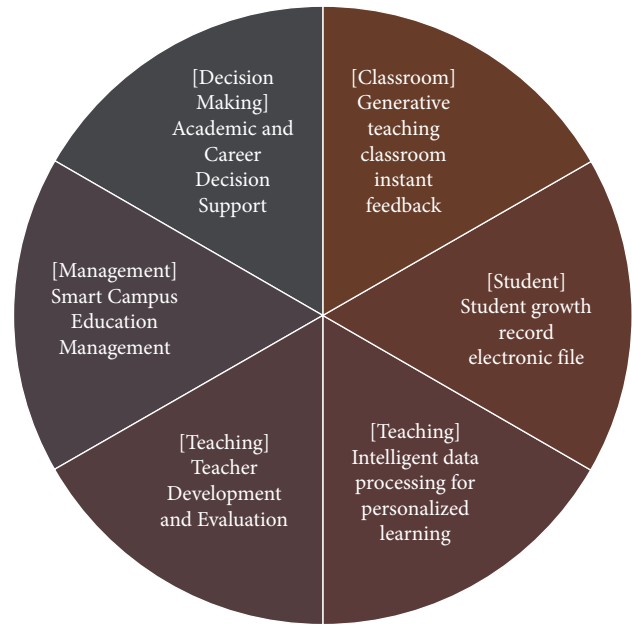 [Decision
Making]
Academic and
Career
Decision
Support
[Classroom]
Generative
teaching
classroom
instant
feedback
[Student]
Student growth
record
electronic file
[Teaching]
Intelligent data
processing for
personalized
learning
[Teaching]
Teacher
Development
and Evaluation
[Management]
Smart Campus
Education
Management